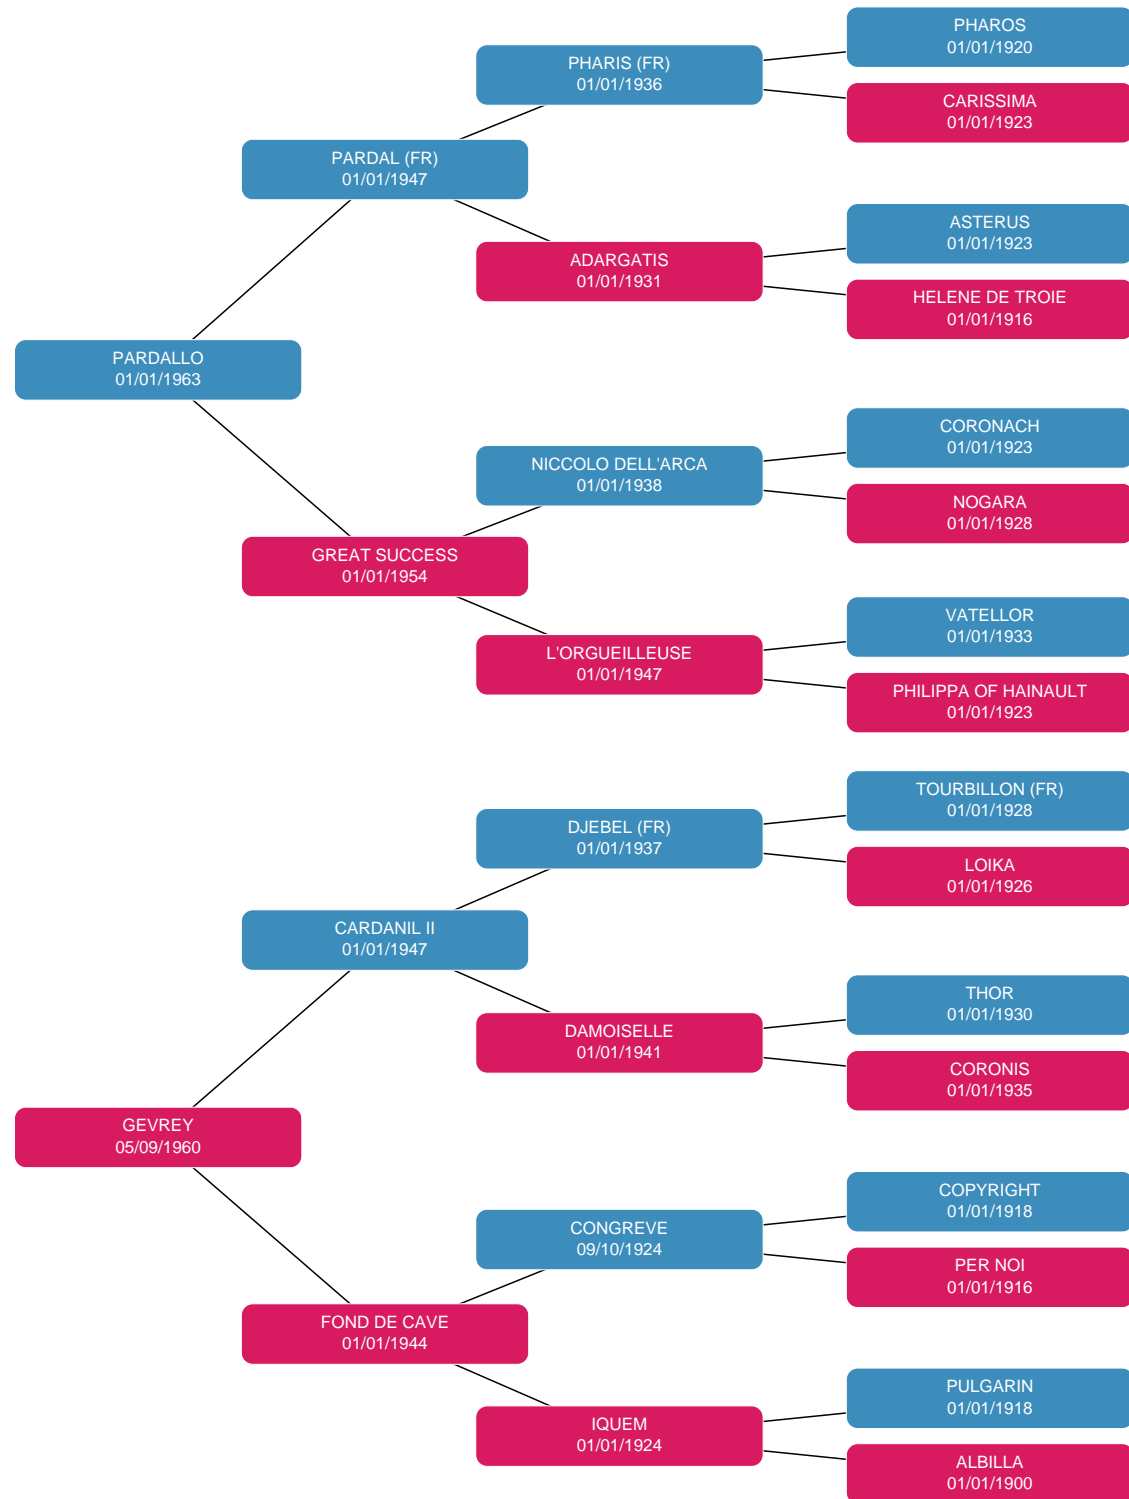 PHAROS
01/01/1920
PHARIS (FR)
01/01/1936
CARISSIMA
01/01/1923
PARDAL (FR)
01/01/1947
ASTERUS
01/01/1923
ADARGATIS
01/01/1931
HELENE DE TROIE
01/01/1916
PARDALLO
01/01/1963
CORONACH
01/01/1923
NICCOLO DELL'ARCA
01/01/1938
NOGARA
01/01/1928
GREAT SUCCESS
01/01/1954
VATELLOR
01/01/1933
L'ORGUEILLEUSE
01/01/1947
PHILIPPA OF HAINAULT
01/01/1923
TOURBILLON (FR)
01/01/1928
DJEBEL (FR)
01/01/1937
LOIKA
01/01/1926
CARDANIL II
01/01/1947
THOR
01/01/1930
DAMOISELLE
01/01/1941
CORONIS
01/01/1935
GEVREY
05/09/1960
COPYRIGHT
01/01/1918
CONGREVE
09/10/1924
PER NOI
01/01/1916
FOND DE CAVE
01/01/1944
PULGARIN
01/01/1918
IQUEM
01/01/1924
ALBILLA
01/01/1900